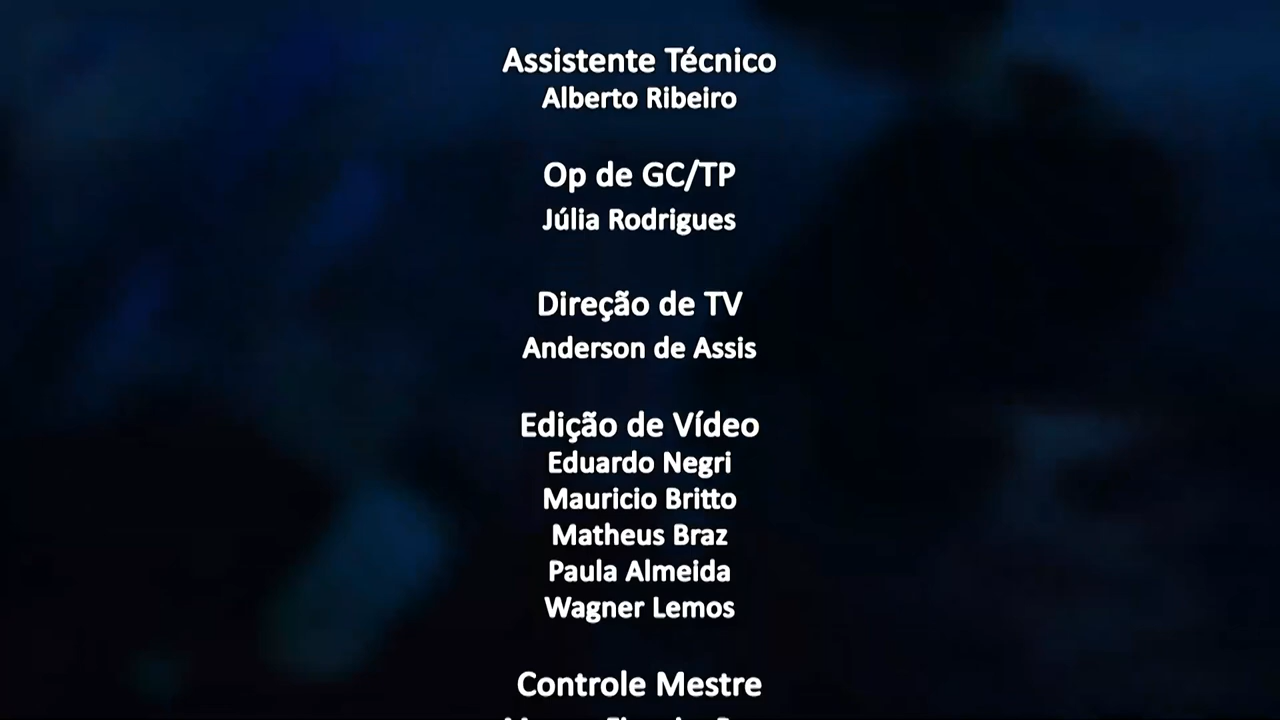 Assistente Técnico
Alberto Ribeiro
Op de GC/TP
Júlia Rodrigues
Direção de TV
Anderson de Assis
Edição de Vídeo
Eduardo Negri
Mauricio Britto
Matheus Braz
Paula Almeida
Wagner Lemos
Controle Mestre